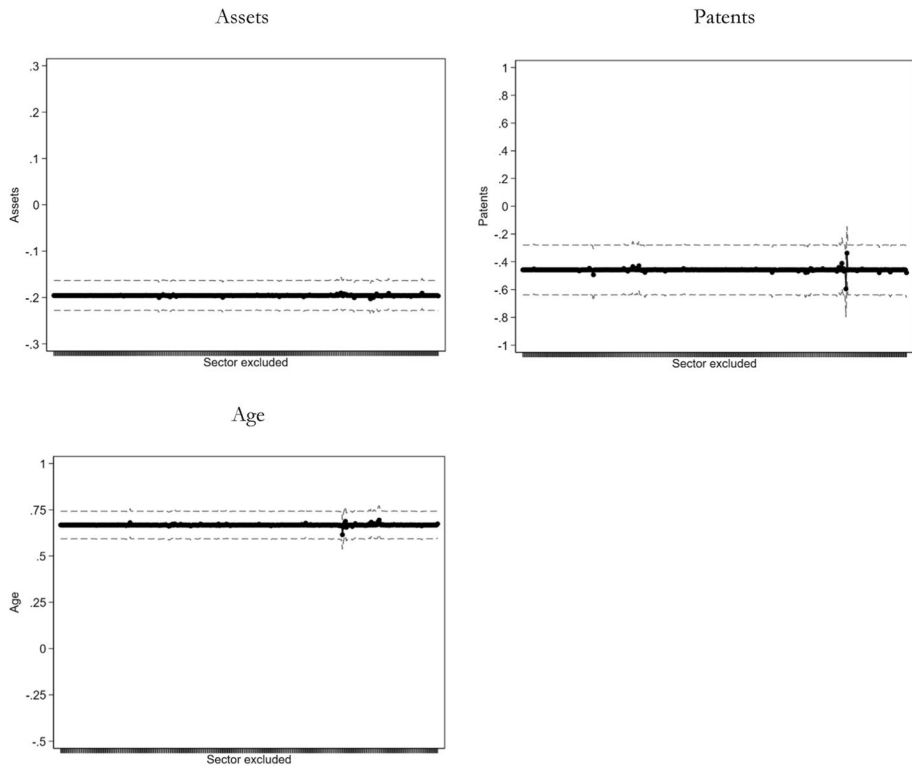 Assets
.3
.2
.1
0
-.1
-.2
-.3
Assets
Sector excluded
Patents
1
.8
.6
.4
.2
0
-.2
-.4
-.6
-.8
-1
Patents
Sector excluded
Age
1
.75
.5
.25
0
-.25
-.5
Age
Sector excluded